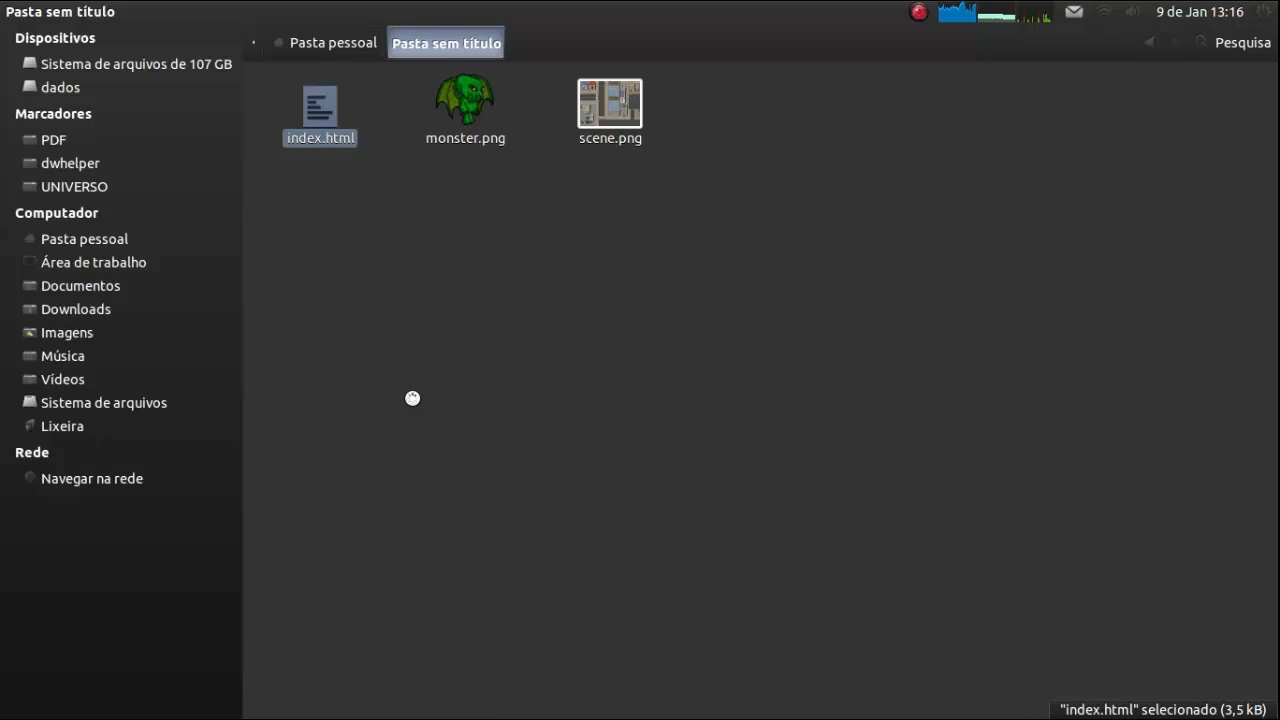 Pasta sem título
9 de Jan 13:16
Dispositivos
Sistema de arquivos de 107 GB
dados
Marcadores
PDF
dwhelper
UNIVERSO
Computador
Pasta pessoal
Área de trabalho
Documentos
Downloads
Imagens
Música
Vídeos
Sistema de arquivos
Lixeira
Rede
Navegar na rede
Pasta pessoal
Pasta sem título
Pesquisa
index.html
monster.png
scene.png
"index.html" selecionado (3,5 kB)